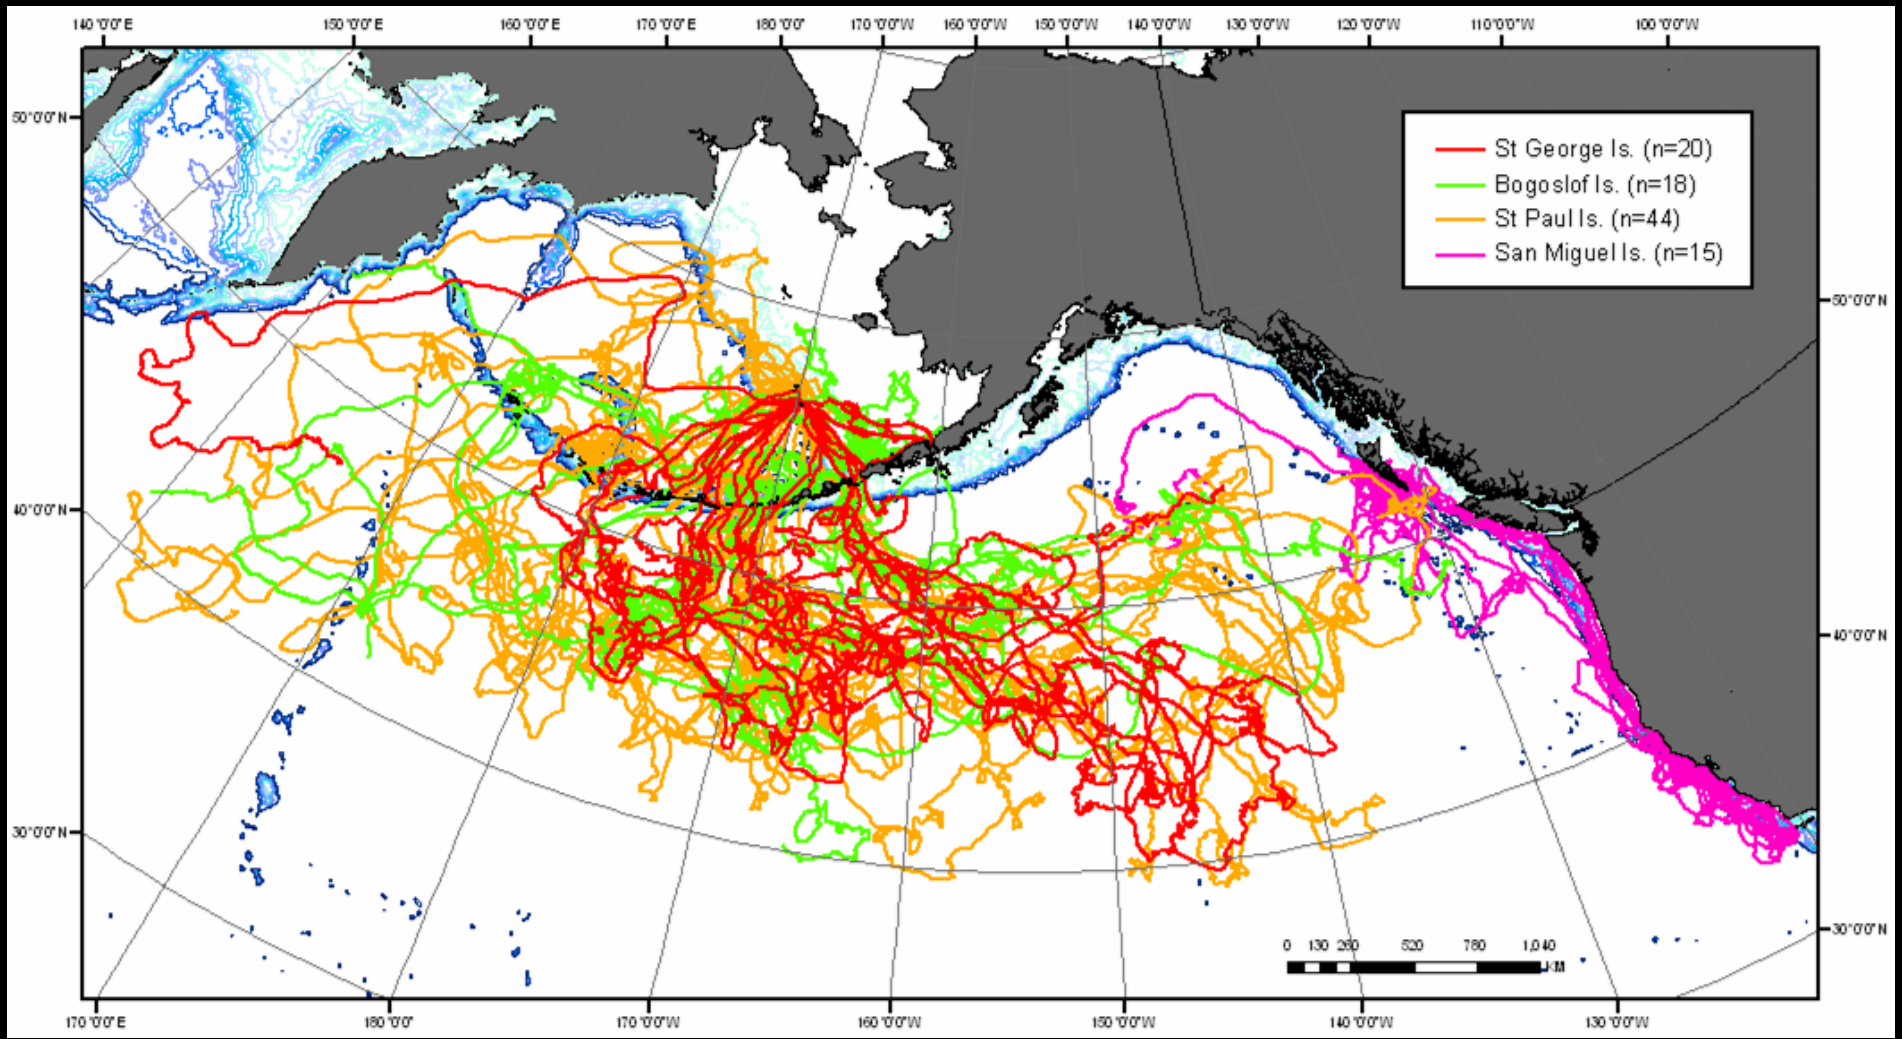 140°0'0"E 150°0'0"E 160°0'0"E 170°0'0"E 180°0'0" 170°0'0"W 160°0'0"W 150°0'0"W 140°0'0"W 130°0'0"W 120°0'0"W 110°0'0"W 100°0'0"W
50°0'0"N
St George Is. (n=20)
Bogoslof Is. (n=18)
St Paul Is. (n=44)
San Miguel Is. (n=15)
50°0'0"N
40°0'0"N
40°0'0"N
30°0'0"N
30°0'0"N
0 130 260 520 780 1,040
KM
170°0'0"E 180°0'0" 170°0'0"W 160°0'0"W 150°0'0"W 140°0'0"W 130°0'0"W